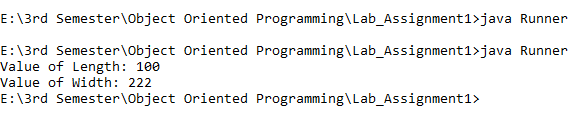 E:\3rd Semester\Object Oriented Programming\Lab_Assignment1>java Runner
E:\3rd Semester\Object Oriented Programming\Lab_Assignment1>java Runner
Value of Length: 100
Value of Width: 222
E:\3rd Semester\Object Oriented Programming\Lab_Assignment1>